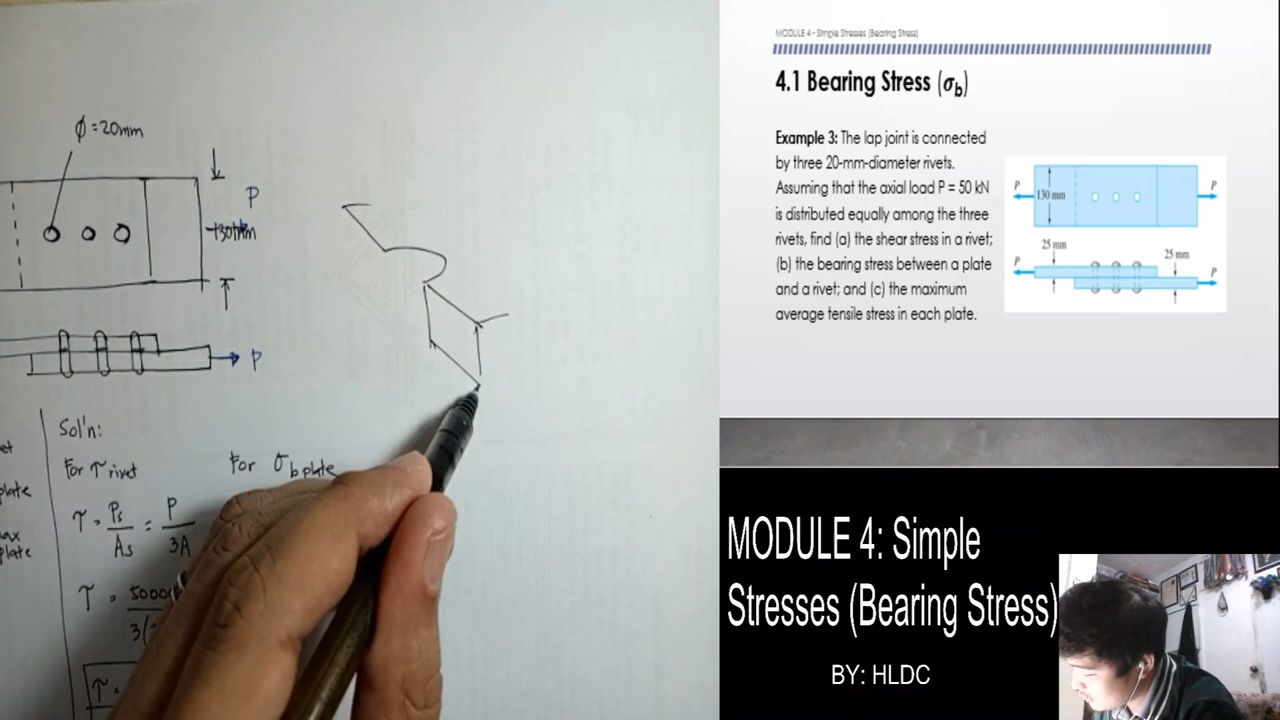 Ø = 20mm
P
130mm
P
Sol'n:
For τ rivet
For σb plate
plate
plate
τ = Ps/As = P/3A
τ =
3(
τ
MODULE 4 - Simple Stresses (Bearing Stress)
4.1 Bearing Stress (σb)
Example 3: The lap joint is connected
by three 20-mm-diameter rivets.
Assuming that the axial load P = 50 kN
is distributed equally among the three
rivets, find (a) the shear stress in a rivet;
(b) the bearing stress between a plate
and a rivet; and (c) the maximum
average tensile stress in each plate.
P
130 mm
P
25 mm
25 mm
P
P
MODULE 4: Simple
Stresses (Bearing Stress)
BY: HLDC